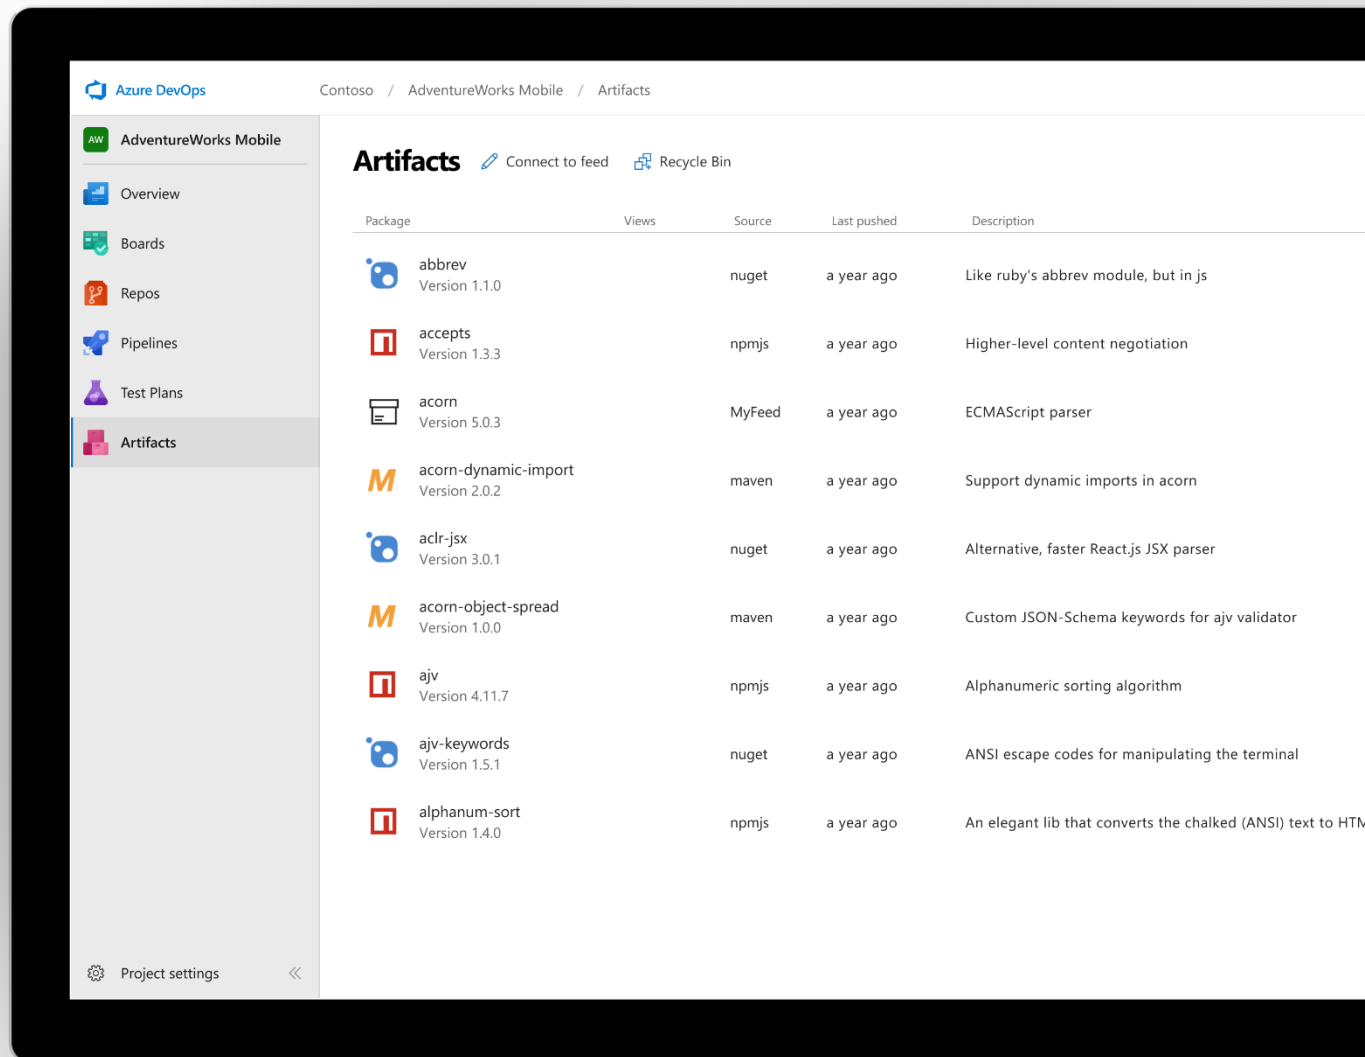 Azure DevOps
Contoso / AdventureWorks Mobile / Artifacts
AW AdventureWorks Mobile
Overview
Boards
Repos
Pipelines
Test Plans
Artifacts
Project settings
Artifacts Connect to feed Recycle Bin
Package Views Source Last pushed Description
abbrev
Version 1.1.0
nuget a year ago Like ruby's abbrev module, but in js
accepts
Version 1.3.3
npmjs a year ago Higher-level content negotiation
acorn
Version 5.0.3
MyFeed a year ago ECMAScript parser
acorn-dynamic-import
Version 2.0.2
maven a year ago Support dynamic imports in acorn
aclr-jsx
Version 3.0.1
nuget a year ago Alternative, faster React.js JSX parser
acorn-object-spread
Version 1.0.0
maven a year ago Custom JSON-Schema keywords for ajv validator
ajv
Version 4.11.7
npmjs a year ago Alphanumeric sorting algorithm
ajv-keywords
Version 1.5.1
nuget a year ago ANSI escape codes for manipulating the terminal
alphanum-sort
Version 1.4.0
npmjs a year ago An elegant lib that converts the chalked (ANSI) text to